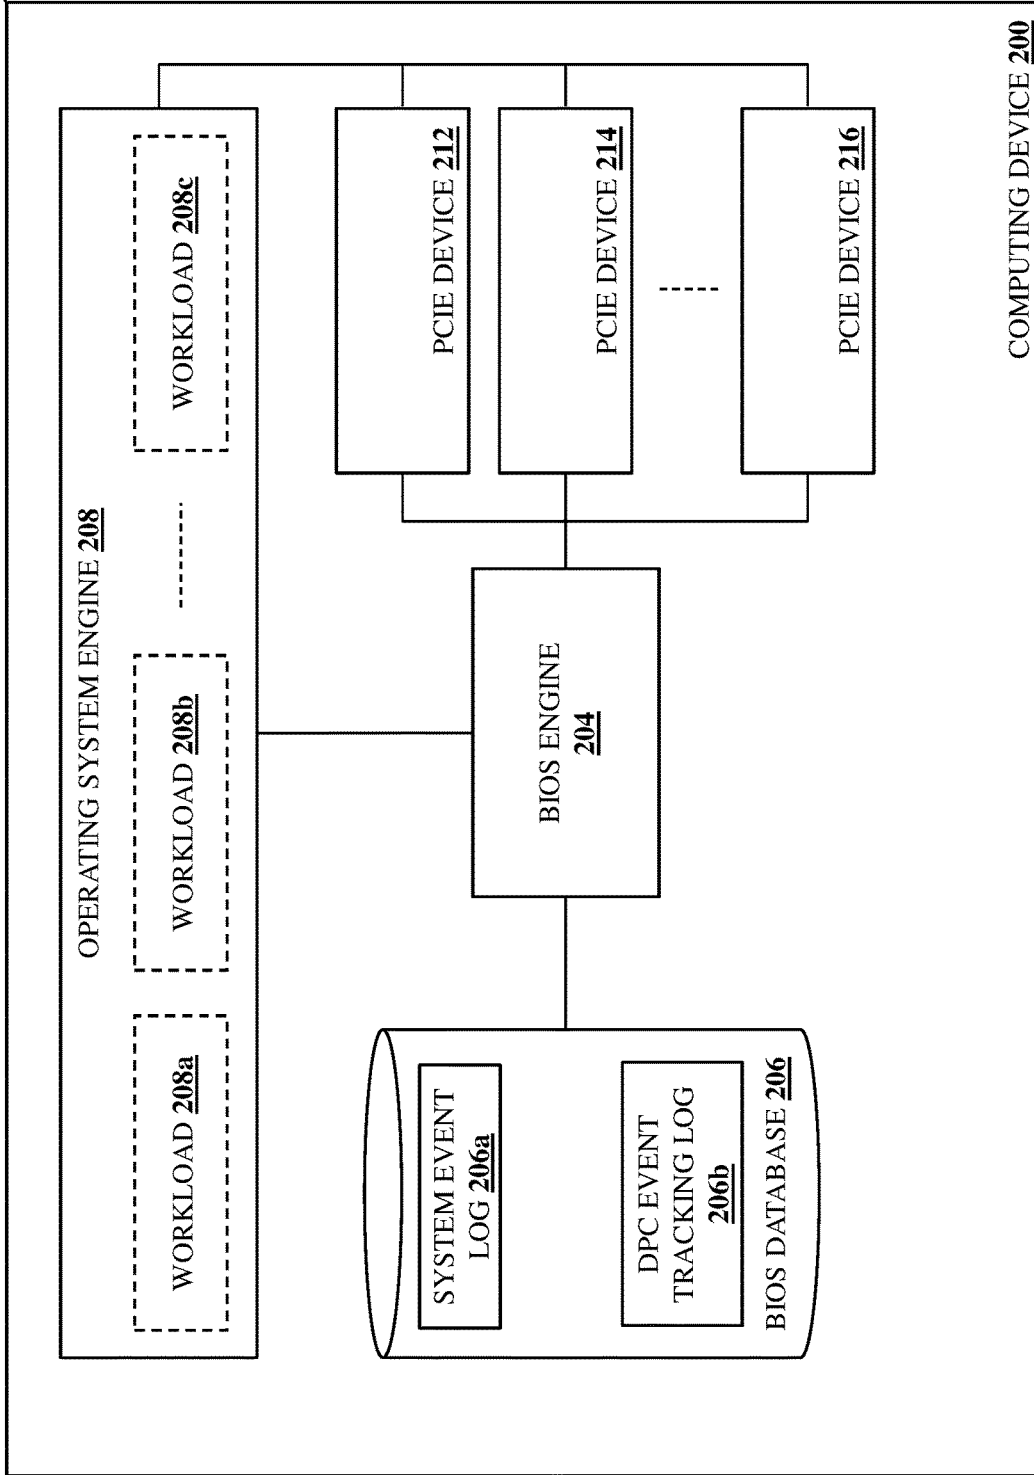 OPERATING SYSTEM ENGINE 208
WORKLOAD 208a
WORKLOAD 208b
WORKLOAD 208c
SYSTEM EVENT
LOG 206a
DPC EVENT
TRACKING LOG
206b
BIOS DATABASE 206
BIOS ENGINE
204
PCIE DEVICE 212
PCIE DEVICE 214
PCIE DEVICE 216
COMPUTING DEVICE 200